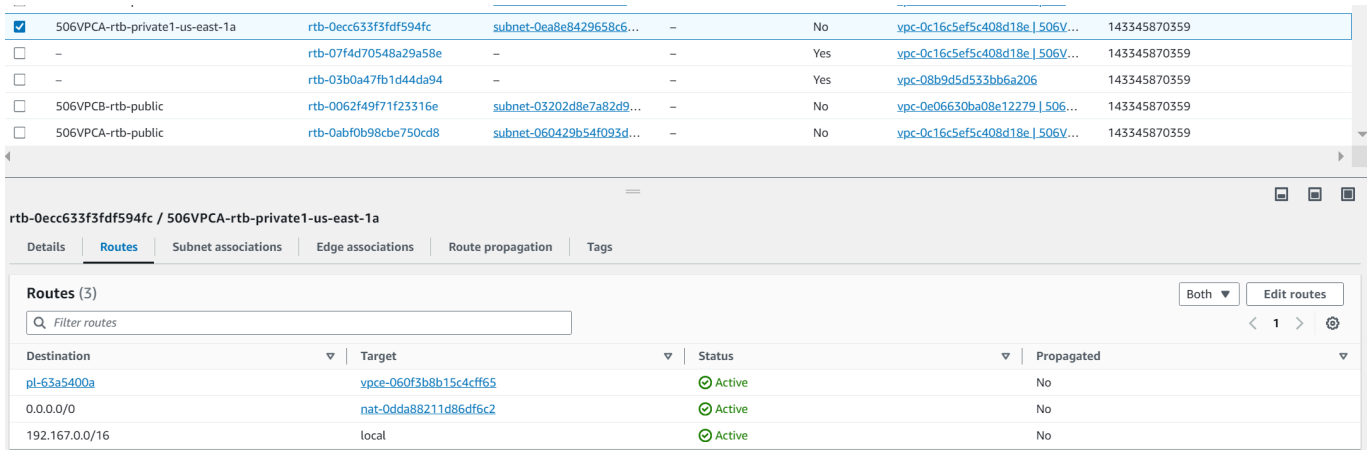 506VPCA-rtb-private1-us-east-1a rtb-0ecc633f3fdf594fc subnet-0ea8e8429658c6... – No vpc-0c16c5ef5c408d18e | 506V... 143345870359
– rtb-07f4d70548a29a58e – – Yes vpc-0c16c5ef5c408d18e | 506V... 143345870359
– rtb-03b0a47fb1d44da94 – – Yes vpc-08b9d5d533bb6a206 143345870359
506VPCB-rtb-public rtb-0062f49f71f23316e subnet-03202d8e7a82d9... – No vpc-0e06630ba08e12279 | 506... 143345870359
506VPCA-rtb-public rtb-0abf0b98cbe750cd8 subnet-060429b54f093d... – No vpc-0c16c5ef5c408d18e | 506V... 143345870359
rtb-0ecc633f3fdf594fc / 506VPCA-rtb-private1-us-east-1a
Details Routes Subnet associations Edge associations Route propagation Tags
Routes (3) Both Edit routes
Filter routes 1
Destination Target Status Propagated
pl-63a5400a vpce-060f3b8b15c4cff65 Active No
0.0.0.0/0 nat-0dda88211d86df6c2 Active No
192.167.0.0/16 local Active No